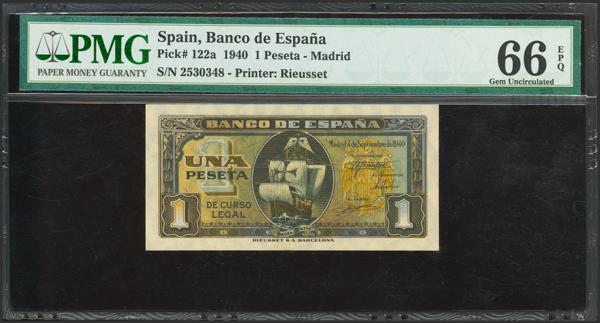 PMG
PAPER MONEY GUARANTY
Spain, Banco de España
Pick# 122a 1940 1 Peseta - Madrid
S/N 2530348 - Printer: Rieusset
66 EPQ
Gem Uncirculated
BANCO DE ESPAÑA
Madrid 4 de Septiembre de 1940
UNA
PESETA
DE CURSO
LEGAL
1
1
RIEUSSET S.A. BARCELONA